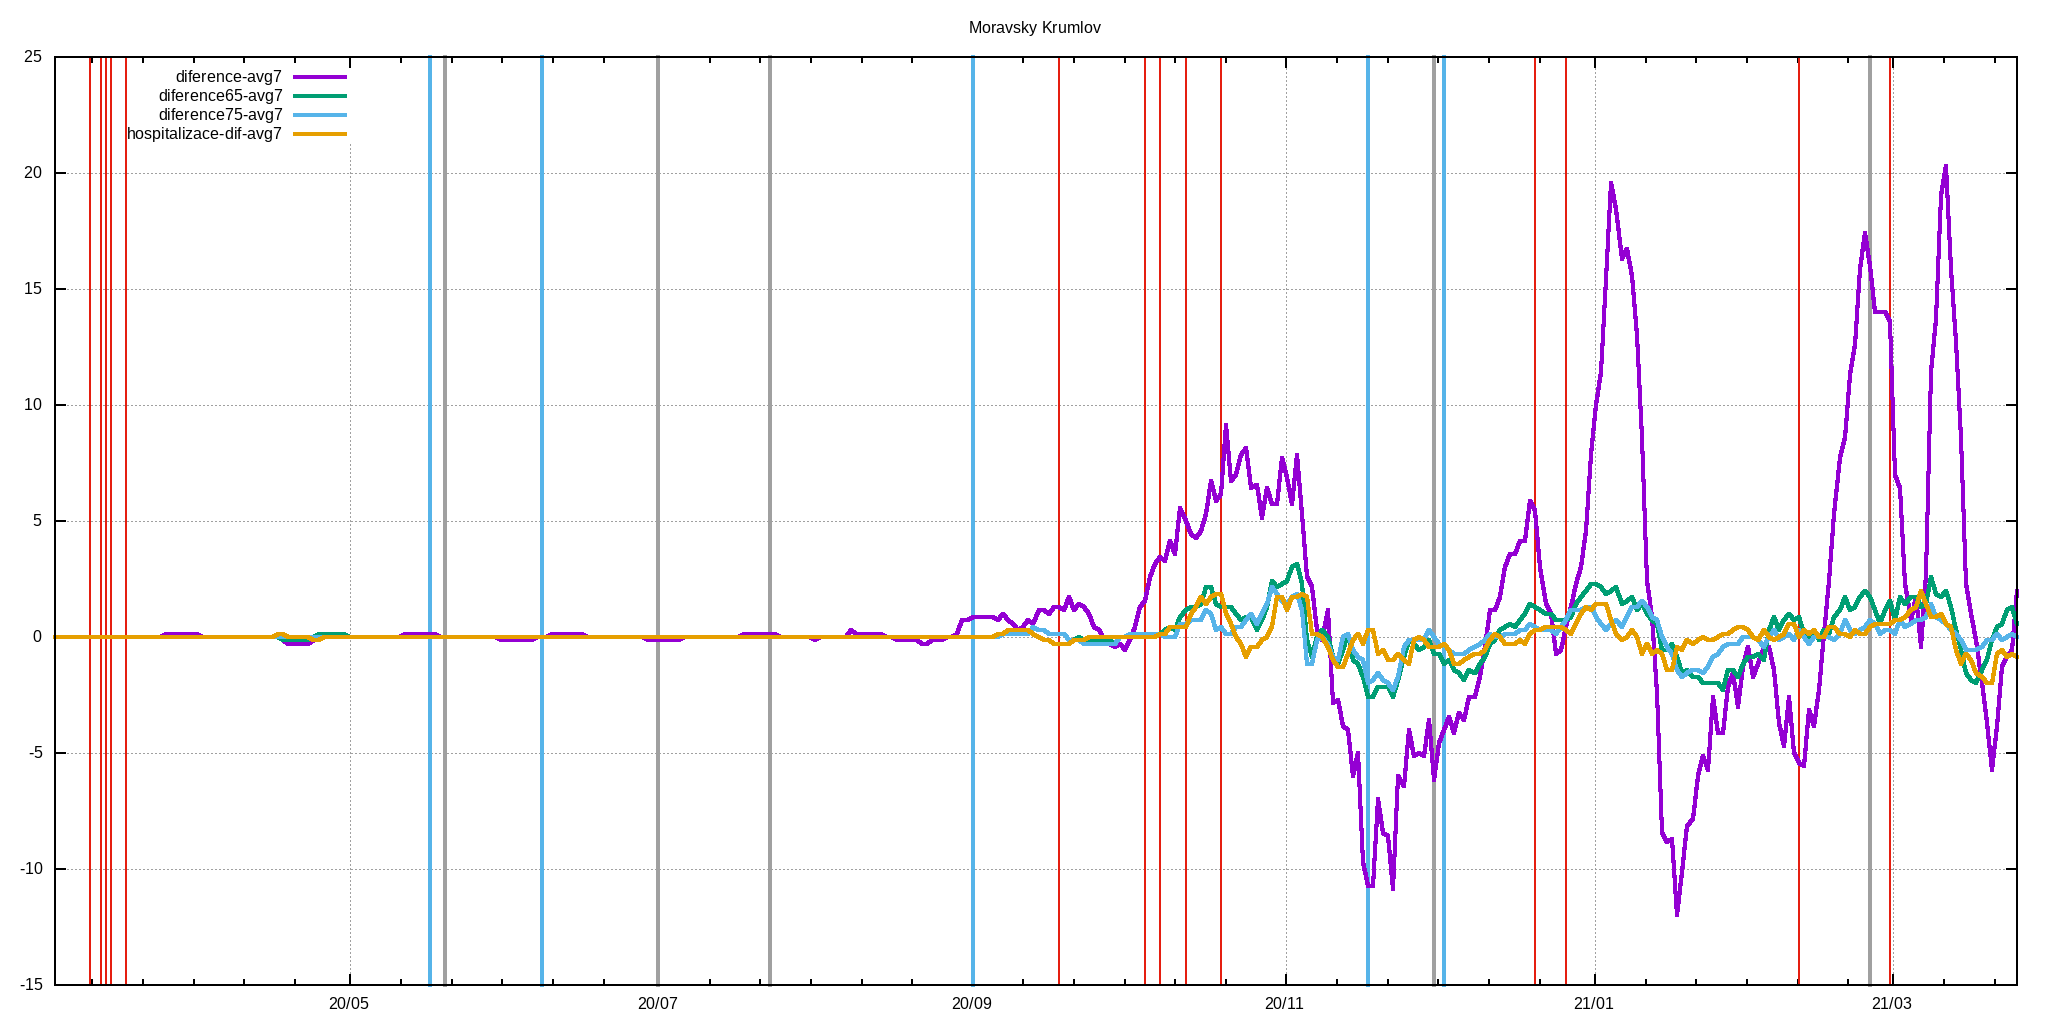 Moravsky Krumlov
25
20
15
10
5
0
-5
-10
-15
diference-avg7
diference65-avg7
diference75-avg7
hospitalizace-dif-avg7
20/05 20/07 20/09 20/11 21/01 21/03